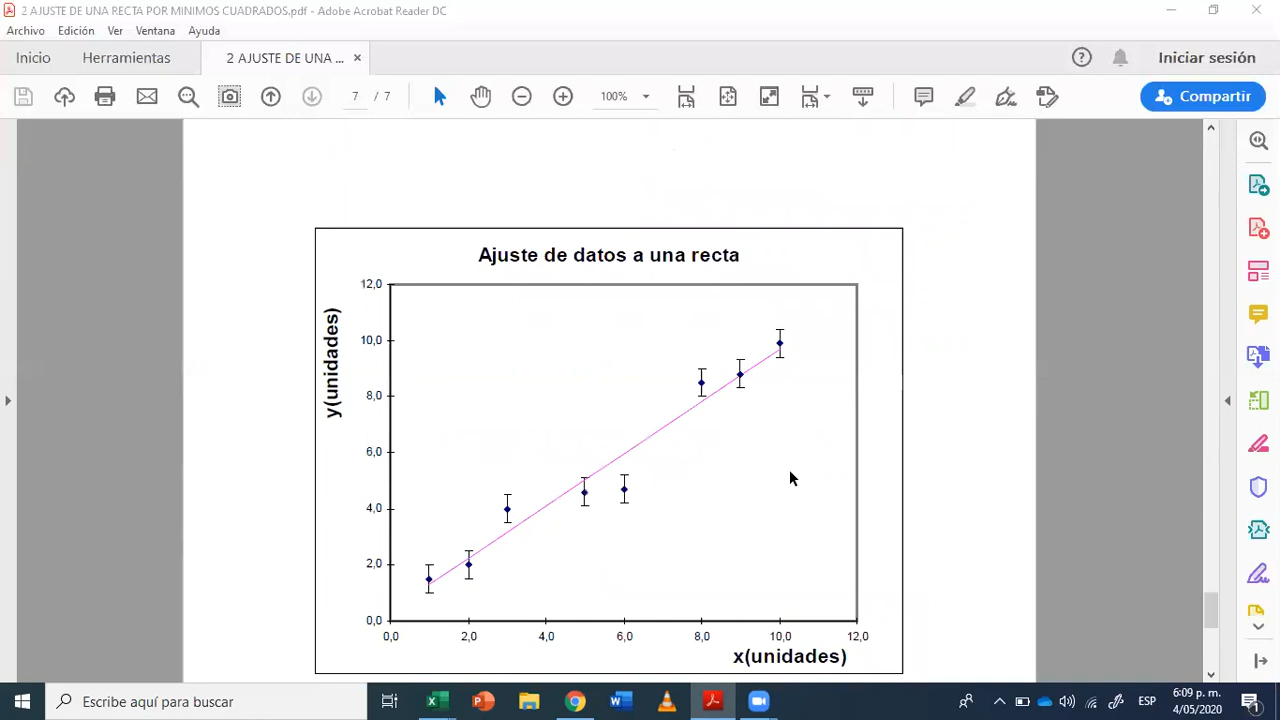 2 AJUSTE DE UNA RECTA POR MINIMOS CUADRADOS.pdf - Adobe Acrobat Reader DC
Archivo Edición Ver Ventana Ayuda
Inicio Herramientas 2 AJUSTE DE UNA ... × Iniciar sesión
7 / 7 100% Compartir
Ajuste de datos a una recta
y(unidades)
12,0
10,0
8,0
6,0
4,0
2,0
0,0
0,0 2,0 4,0 6,0 8,0 10,0 12,0
x(unidades)
Escribe aquí para buscar
ESP
6:09 p. m.
4/05/2020
1